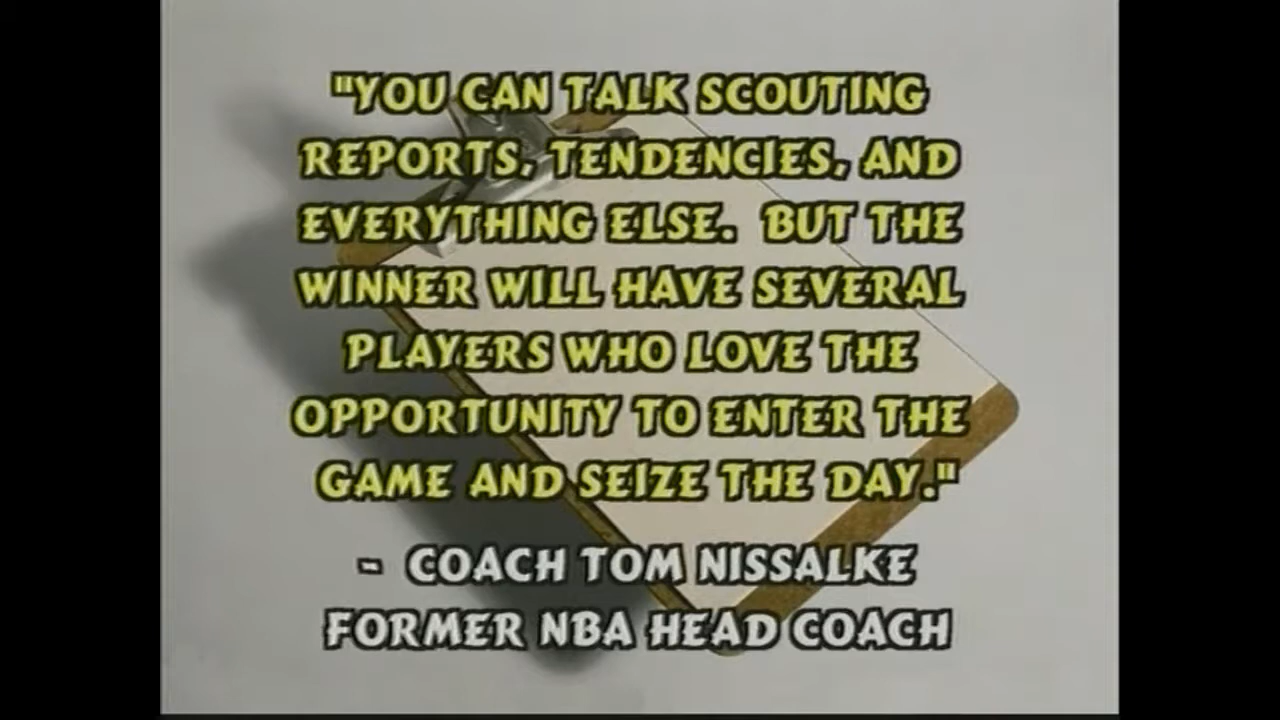 "YOU CAN TALK SCOUTING
REPORTS, TENDENCIES, AND
EVERYTHING ELSE.  BUT THE
WINNER WILL HAVE SEVERAL
PLAYERS WHO LOVE THE
OPPORTUNITY TO ENTER THE
GAME AND SEIZE THE DAY."
-  COACH TOM NISSALKE
FORMER NBA HEAD COACH